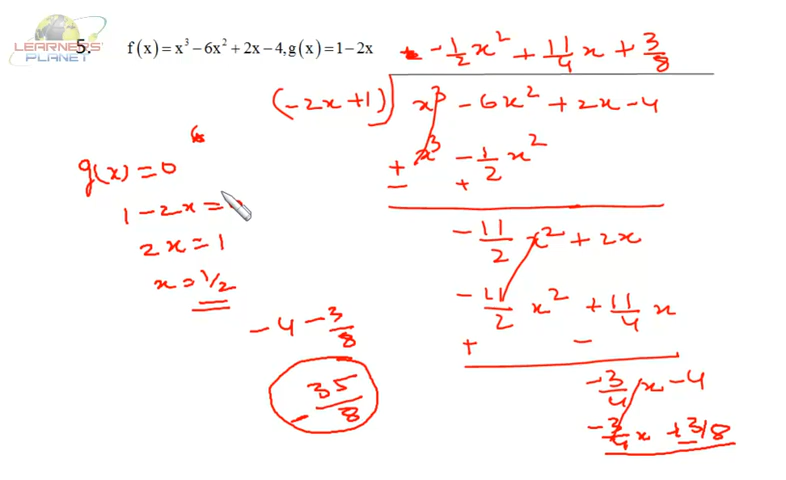 LEARNERS' PLANET
5. f(x) = x³ − 6x² + 2x − 4, g(x) = 1 − 2x
−1/2 x² + 11/4 x + 3/8
(−2x+1) ) x³ − 6x² + 2x − 4
x³ − 1/2 x²
+
− +
−11/2 x² + 2x
−11/2 x² + 11/4 x
+ −
−3/4 x − 4
−3/4 x + 3/8
−
g(x) = 0
1 − 2x =
2x = 1
x = 1/2
−4 − 3/8
−35/8